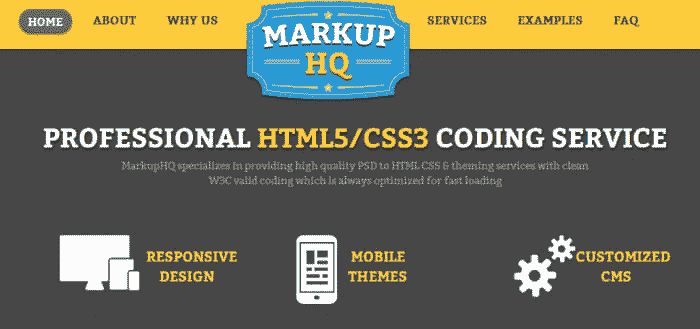 HOME ABOUT WHY US SERVICES EXAMPLES FAQ
MARKUP
HQ
PROFESSIONAL HTML5/CSS3 CODING SERVICE
MarkupHQ specializes in providing high quality PSD to HTML CSS & theming services with clean
W3C valid coding which is always optimized for fast loading
RESPONSIVE
DESIGN
MOBILE
THEMES
CUSTOMIZED
CMS